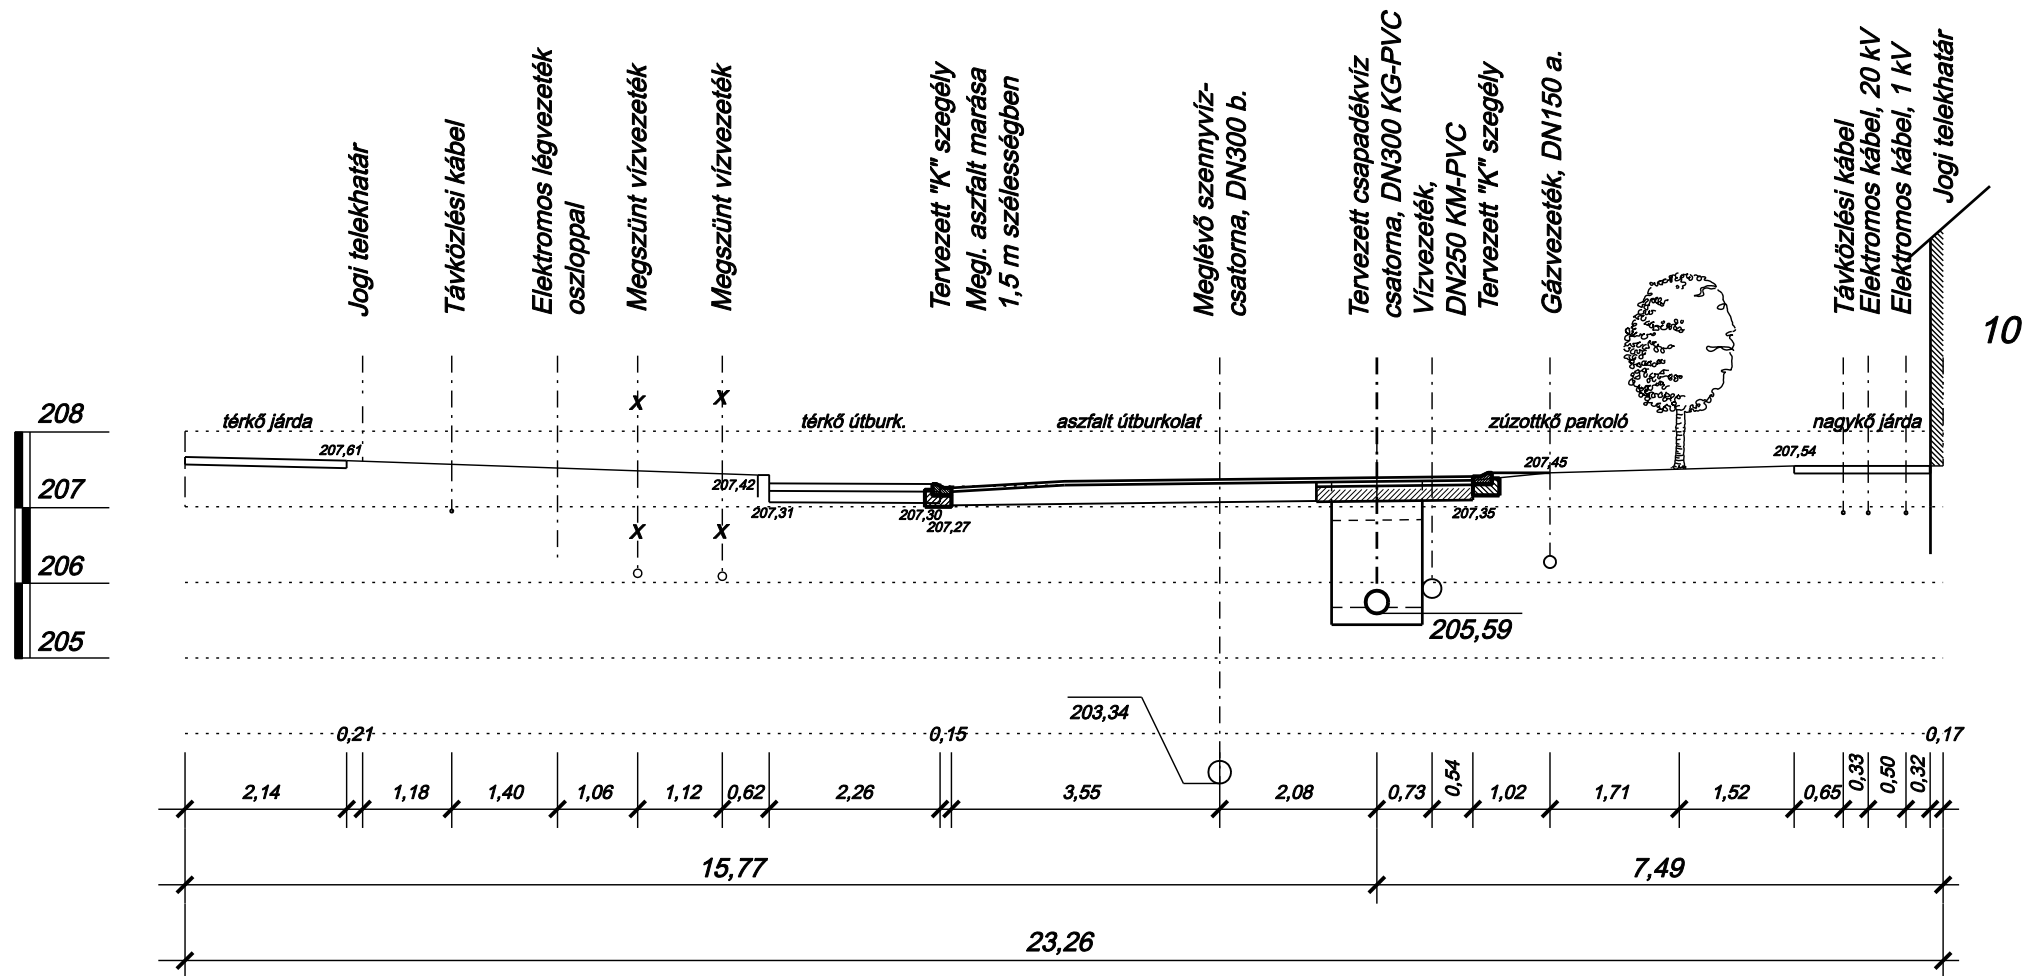 Jogi telekhatár
Távközlési kábel
Elektromos légvezeték
oszloppal
Megszünt vízvezeték
Megszünt vízvezeték
Tervezett "K" szegély
Megl. aszfalt marása
1,5 m szélességben
Meglévő szennyvíz-
csatorna, DN300 b.
Tervezett csapadékvíz
csatorna, DN300 KG-PVC
Vízvezeték,
DN250 KM-PVC
Tervezett "K" szegély
Gázvezeték, DN150 a.
Távközlési kábel
Elektromos kábel, 20 kV
Elektromos kábel, 1 kV
Jogi telekhatár
10
x
x
208
térkő járda
térkő útburk.
aszfalt útburkolat
zúzottkő parkoló
nagykő járda
207,61
207,42
207,45
207,54
207
207,31
207,30
207,27
207,35
x
x
206
205
205,59
203,34
0,21
0,15
0,17
2,14
1,18
1,40
1,06
1,12
0,62
2,26
3,55
2,08
0,73
0,54
1,02
1,71
1,52
0,65
0,33
0,50
0,32
15,77
7,49
23,26